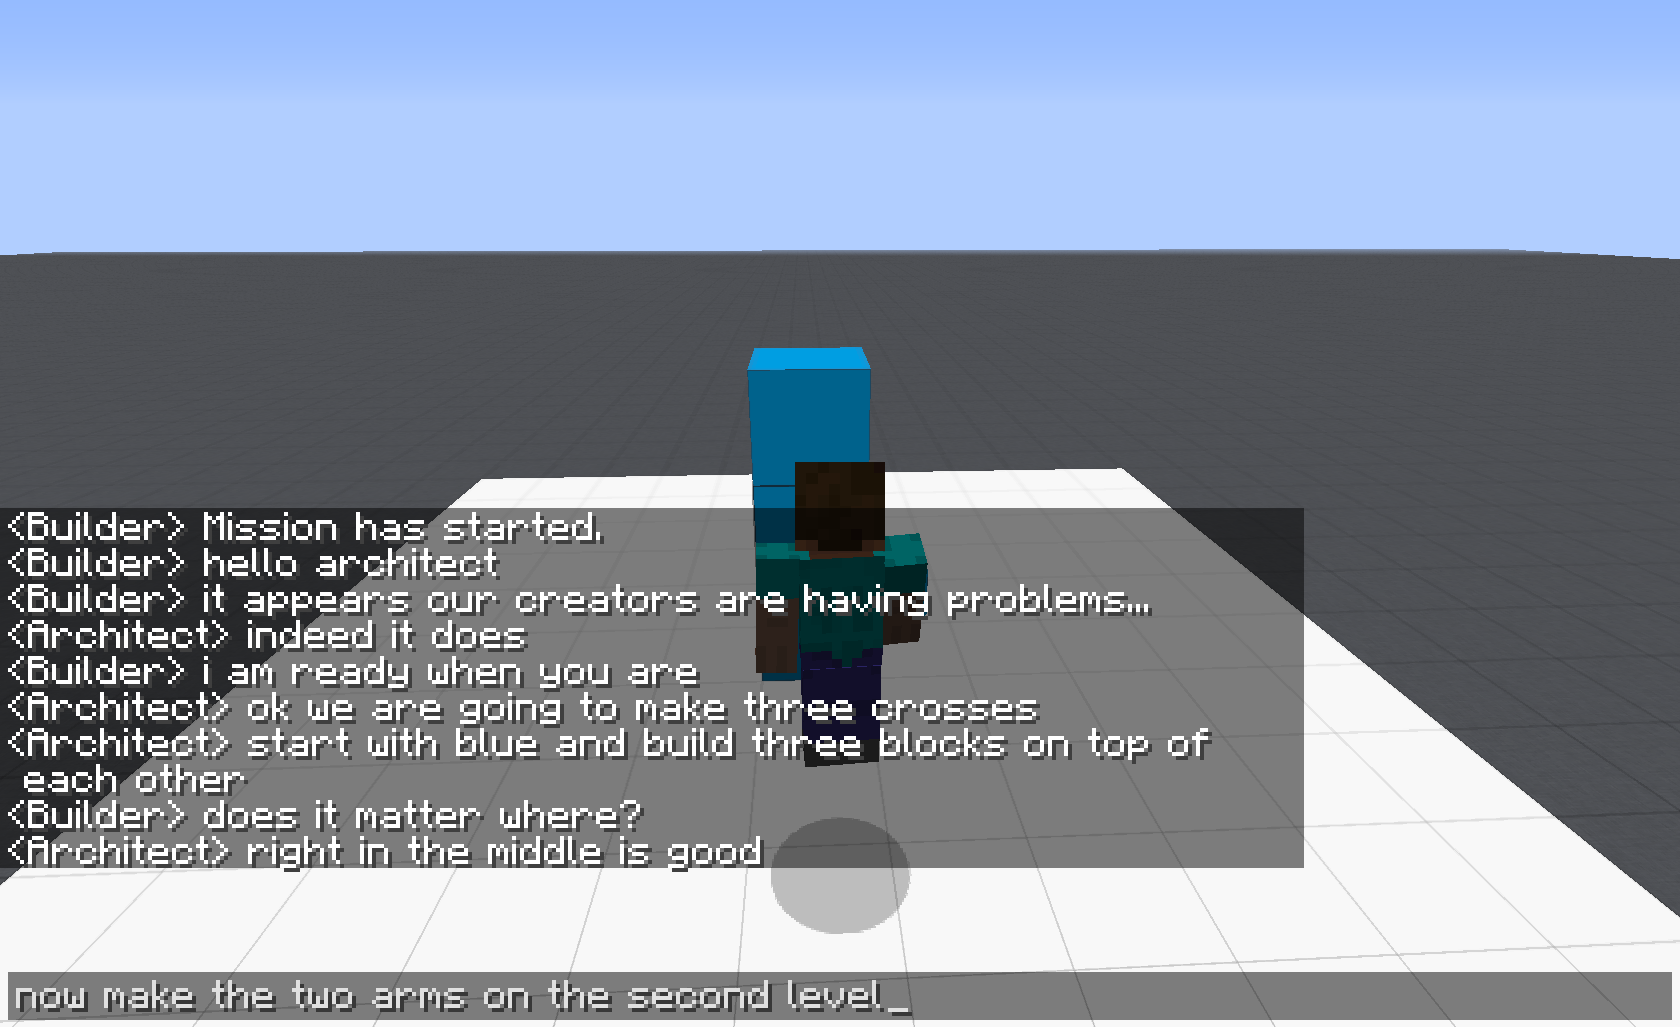 <Builder> Mission has started.
<Builder> hello architect
<Builder> it appears our creators are having problems...
<Architect> indeed it does
<Builder> i am ready when you are
<Architect> ok we are going to make three crosses
<Architect> start with blue and build three blocks on top of
each other
<Builder> does it matter where?
<Architect> right in the middle is good
now make the two arms on the second level_